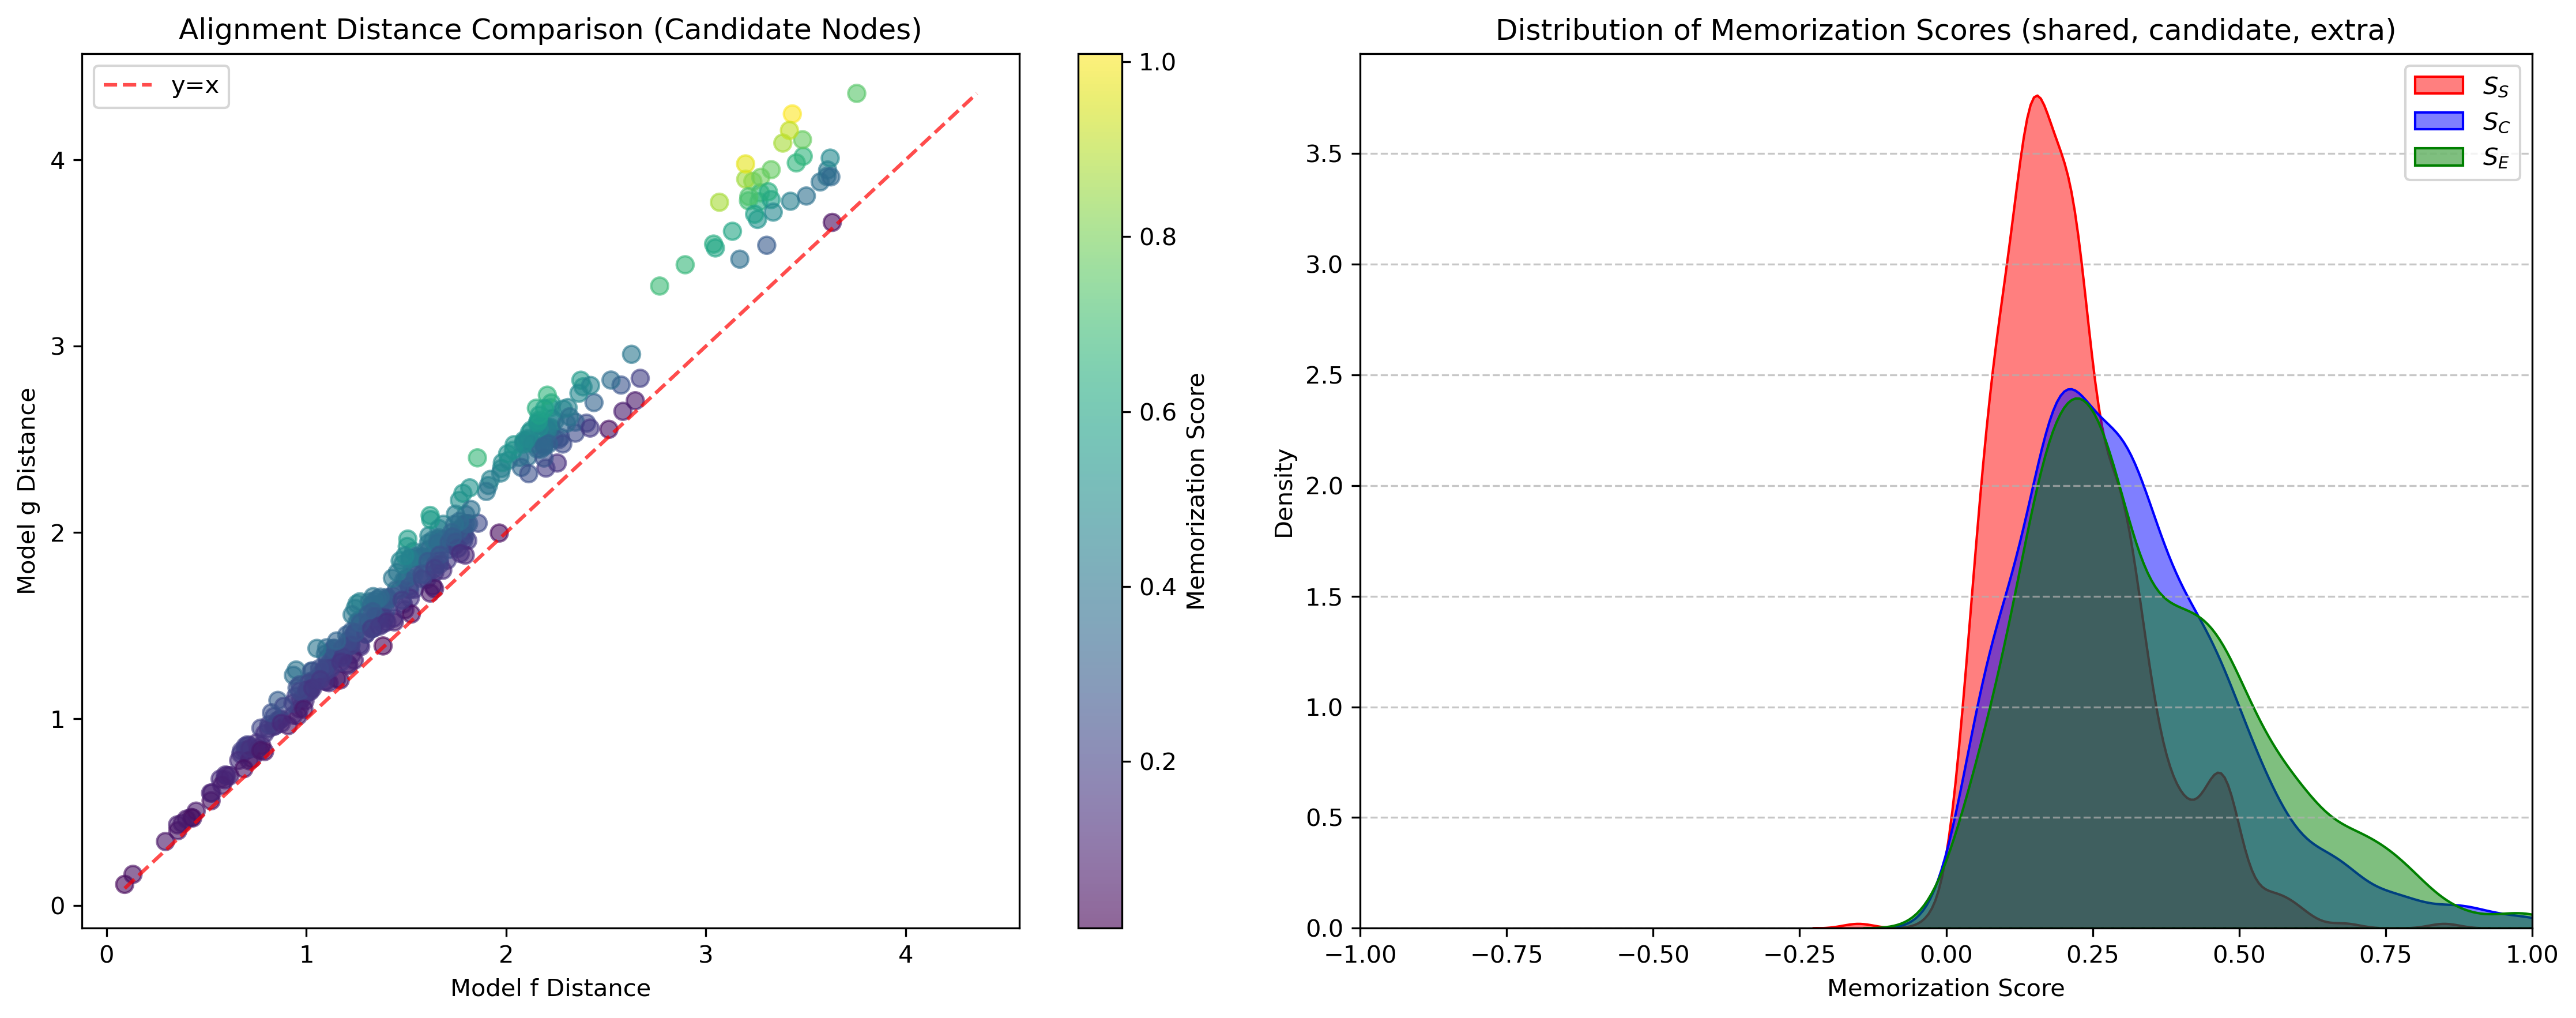 Alignment Distance Comparison (Candidate Nodes)
y=x
4
3
2
1
0
Model g Distance
0 1 2 3 4
Model f Distance
1.0
0.8
0.6
0.4
0.2
Memorization Score
Distribution of Memorization Scores (shared, candidate, extra)
S_S
S_C
S_E
3.5
3.0
2.5
2.0
1.5
1.0
0.5
0.0
Density
−1.00 −0.75 −0.50 −0.25 0.00 0.25 0.50 0.75 1.00
Memorization Score